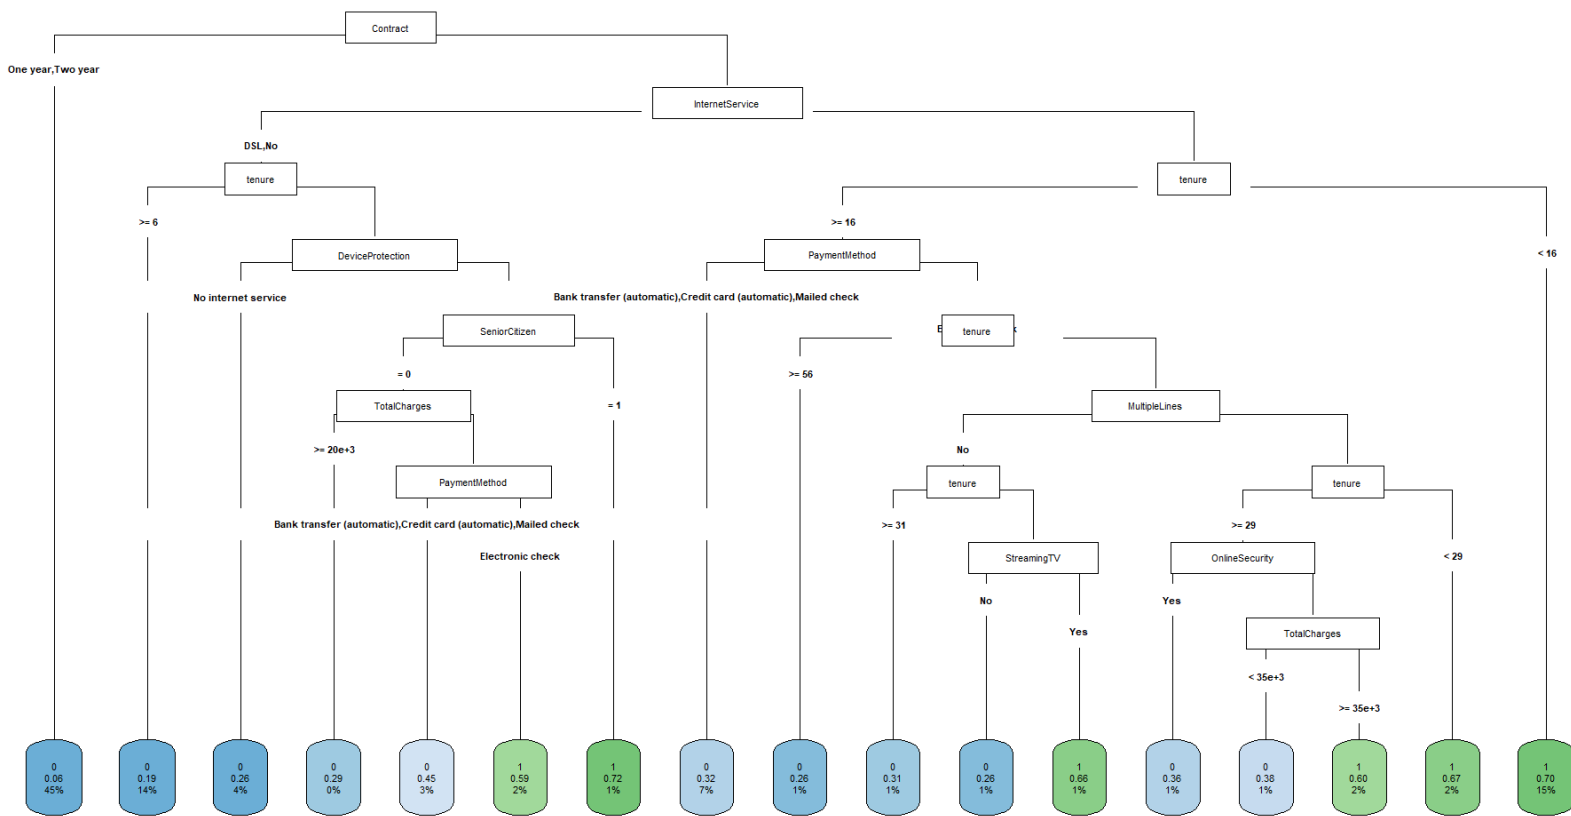 Contract
One year,Two year
InternetService
DSL,No
tenure
tenure
>= 6
>= 16
DeviceProtection
PaymentMethod
< 16
No internet service
Bank transfer (automatic),Credit card (automatic),Mailed check
SeniorCitizen
tenure
= 0
>= 56
TotalCharges
= 1
MultipleLines
>= 20e+3
No
PaymentMethod
tenure
tenure
Bank transfer (automatic),Credit card (automatic),Mailed check
>= 31
>= 29
Electronic check
StreamingTV
OnlineSecurity
< 29
No
Yes
Yes
TotalCharges
< 35e+3
>= 35e+3
0 0 0 0 0 1 1 0 0 0 0 1 0 0 1 1 1
0.06 0.19 0.26 0.29 0.45 0.59 0.72 0.32 0.26 0.31 0.26 0.66 0.36 0.38 0.60 0.67 0.70
45% 14% 4% 0% 3% 2% 1% 7% 1% 1% 1% 1% 1% 1% 2% 2% 15%